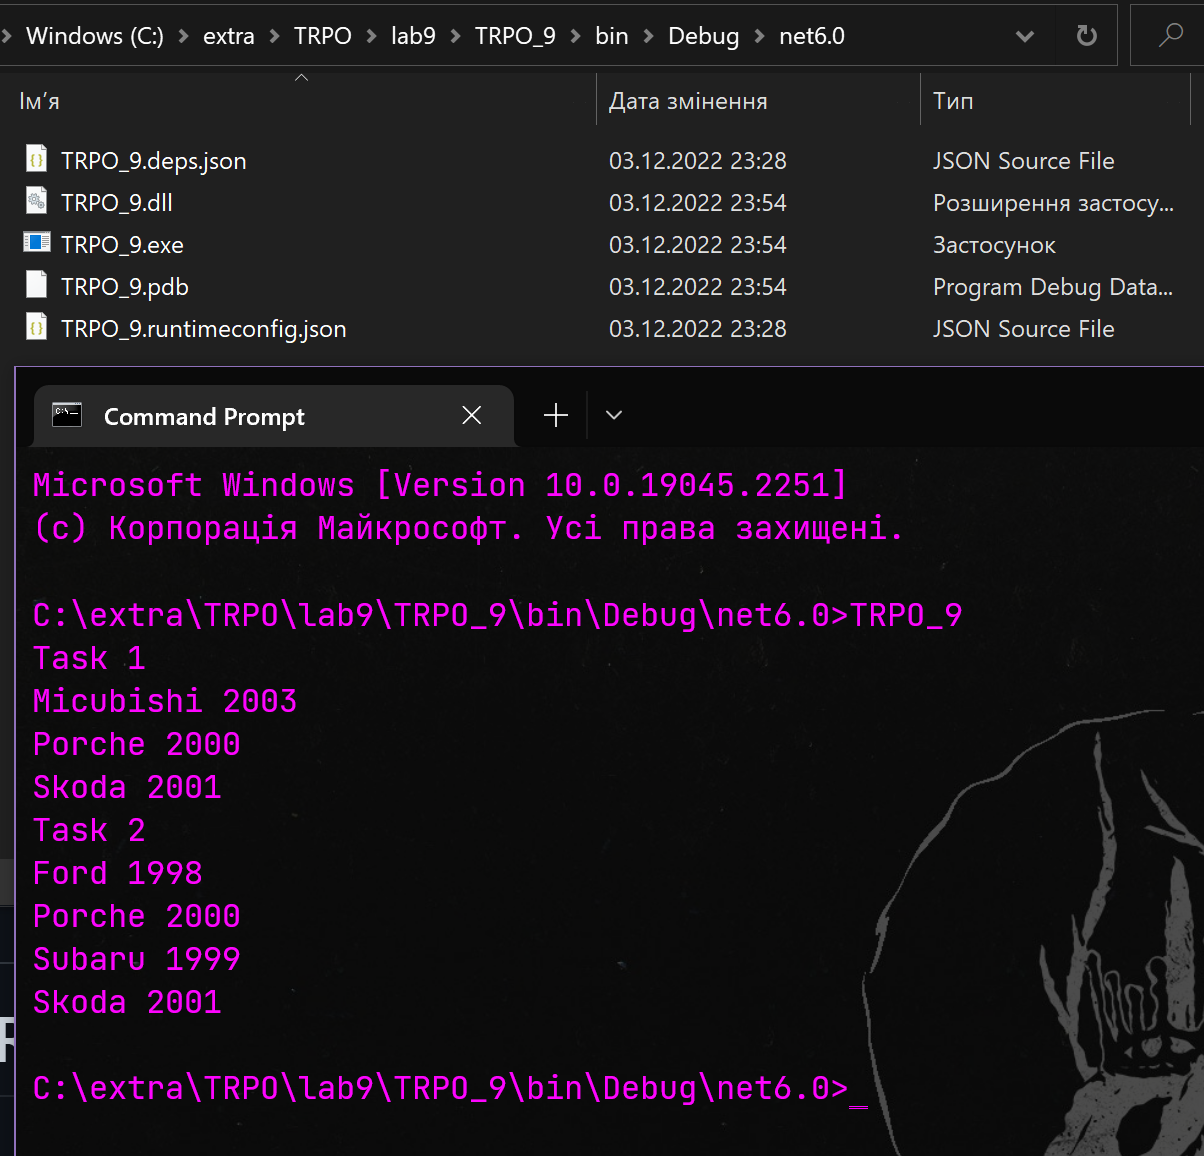 Windows (C:) > extra > TRPO > lab9 > TRPO_9 > bin > Debug > net6.0
Ім’я Дата змінення Тип
TRPO_9.deps.json 03.12.2022 23:28 JSON Source File
TRPO_9.dll 03.12.2022 23:54 Розширення застосу...
TRPO_9.exe 03.12.2022 23:54 Застосунок
TRPO_9.pdb 03.12.2022 23:54 Program Debug Data...
TRPO_9.runtimeconfig.json 03.12.2022 23:28 JSON Source File
Command Prompt
Microsoft Windows [Version 10.0.19045.2251]
(c) Корпорація Майкрософт. Усі права захищені.
C:\extra\TRPO\lab9\TRPO_9\bin\Debug\net6.0>TRPO_9
Task 1
Micubishi 2003
Porche 2000
Skoda 2001
Task 2
Ford 1998
Porche 2000
Subaru 1999
Skoda 2001
C:\extra\TRPO\lab9\TRPO_9\bin\Debug\net6.0>_